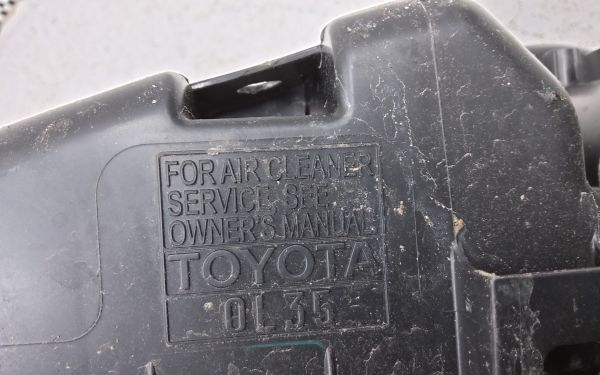 FOR AIR CLEANER
SERVICE SEE
OWNER'S MANUAL
TOYOTA
0L35